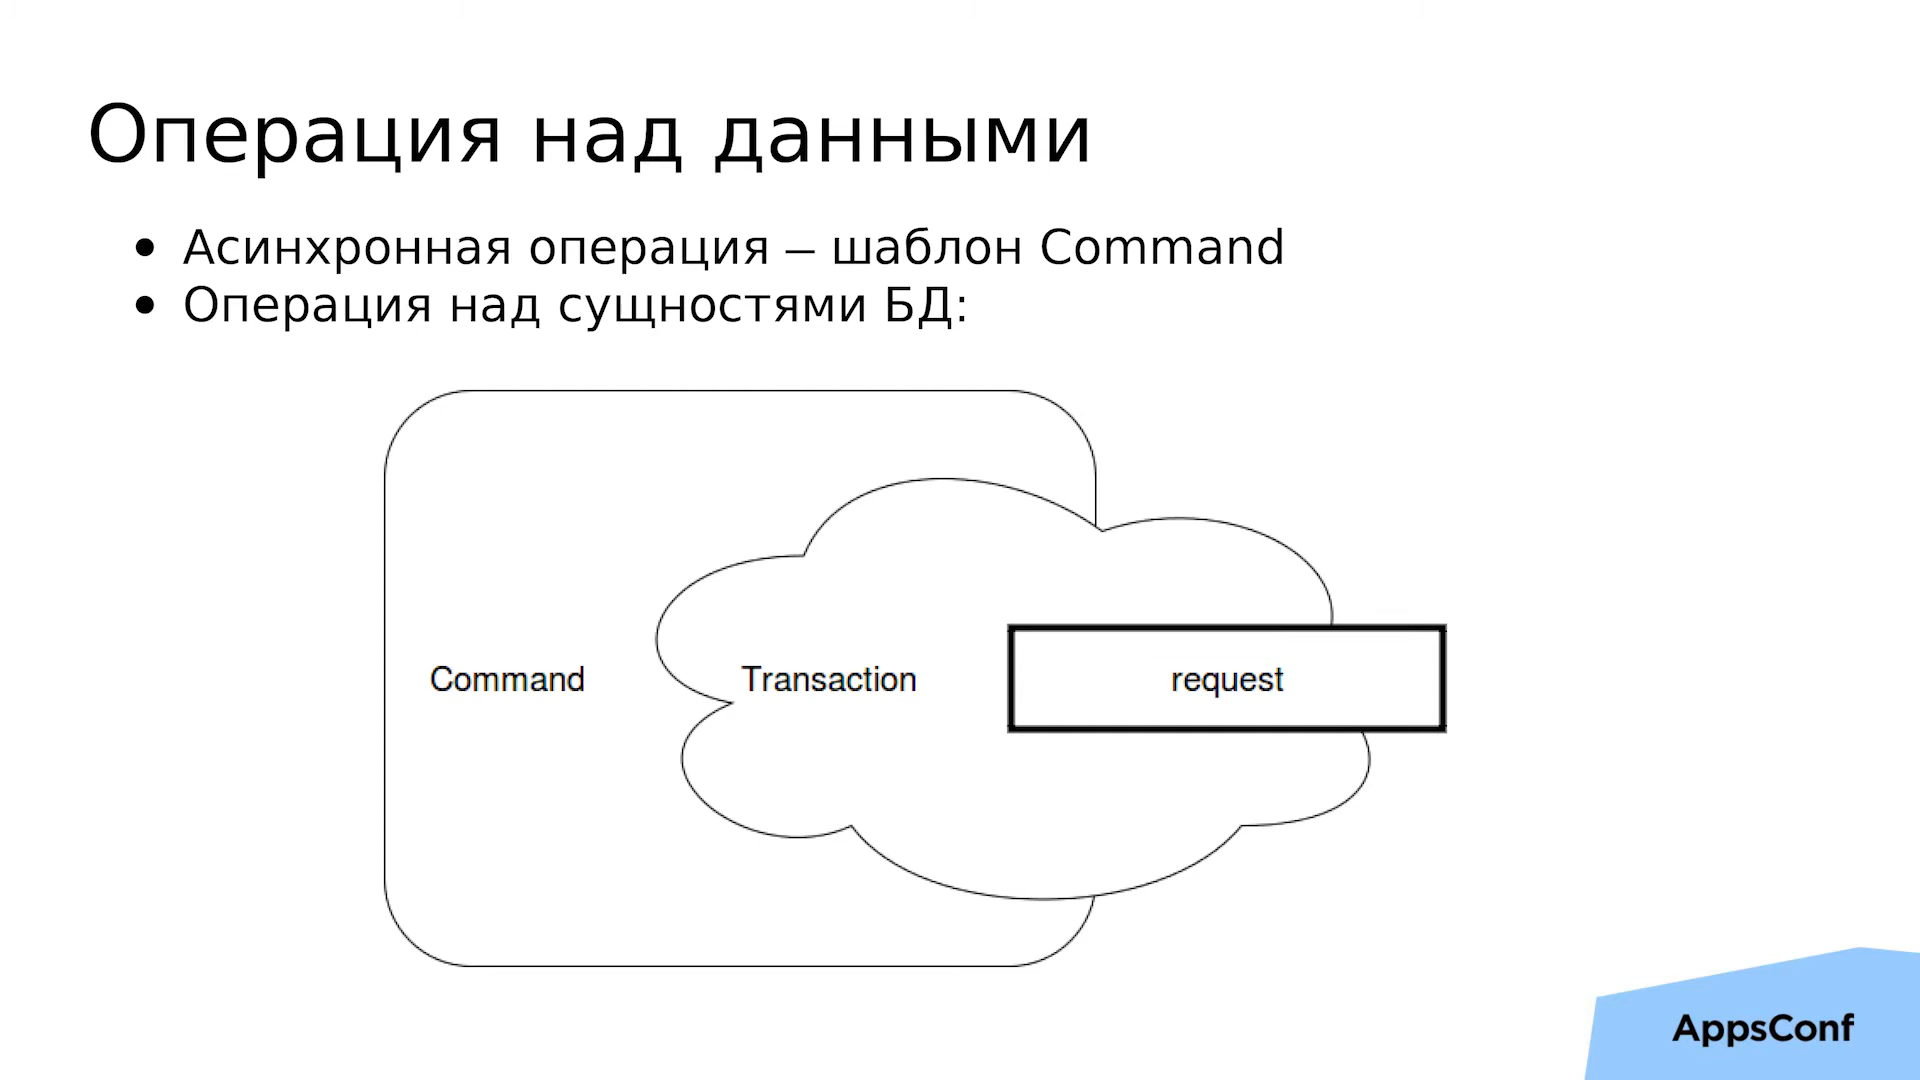 Операция над данными
• Асинхронная операция – шаблон Command
• Операция над сущностями БД:
Command
Transaction
request
AppsConf